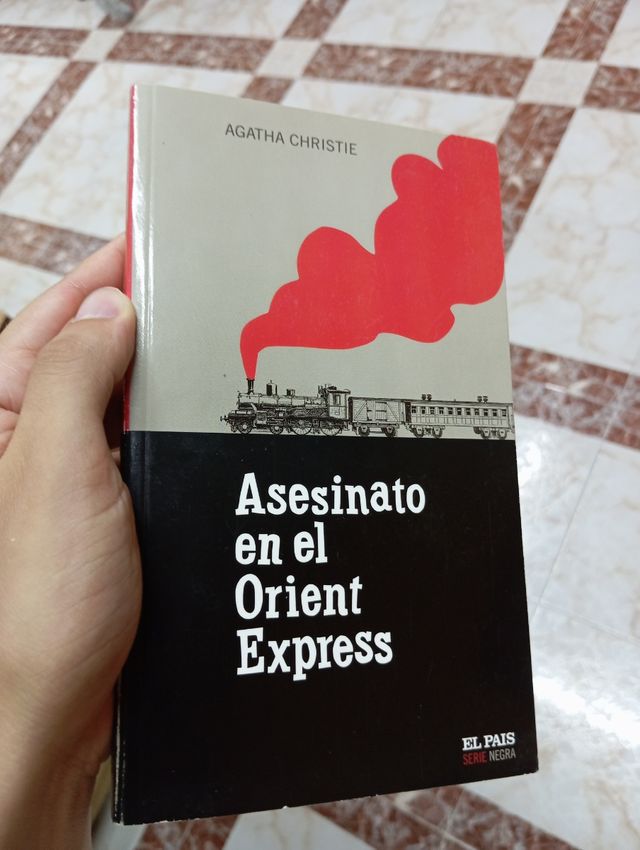 AGATHA CHRISTIE
Asesinato
en el
Orient
Express
EL PAIS
SERIE NEGRA